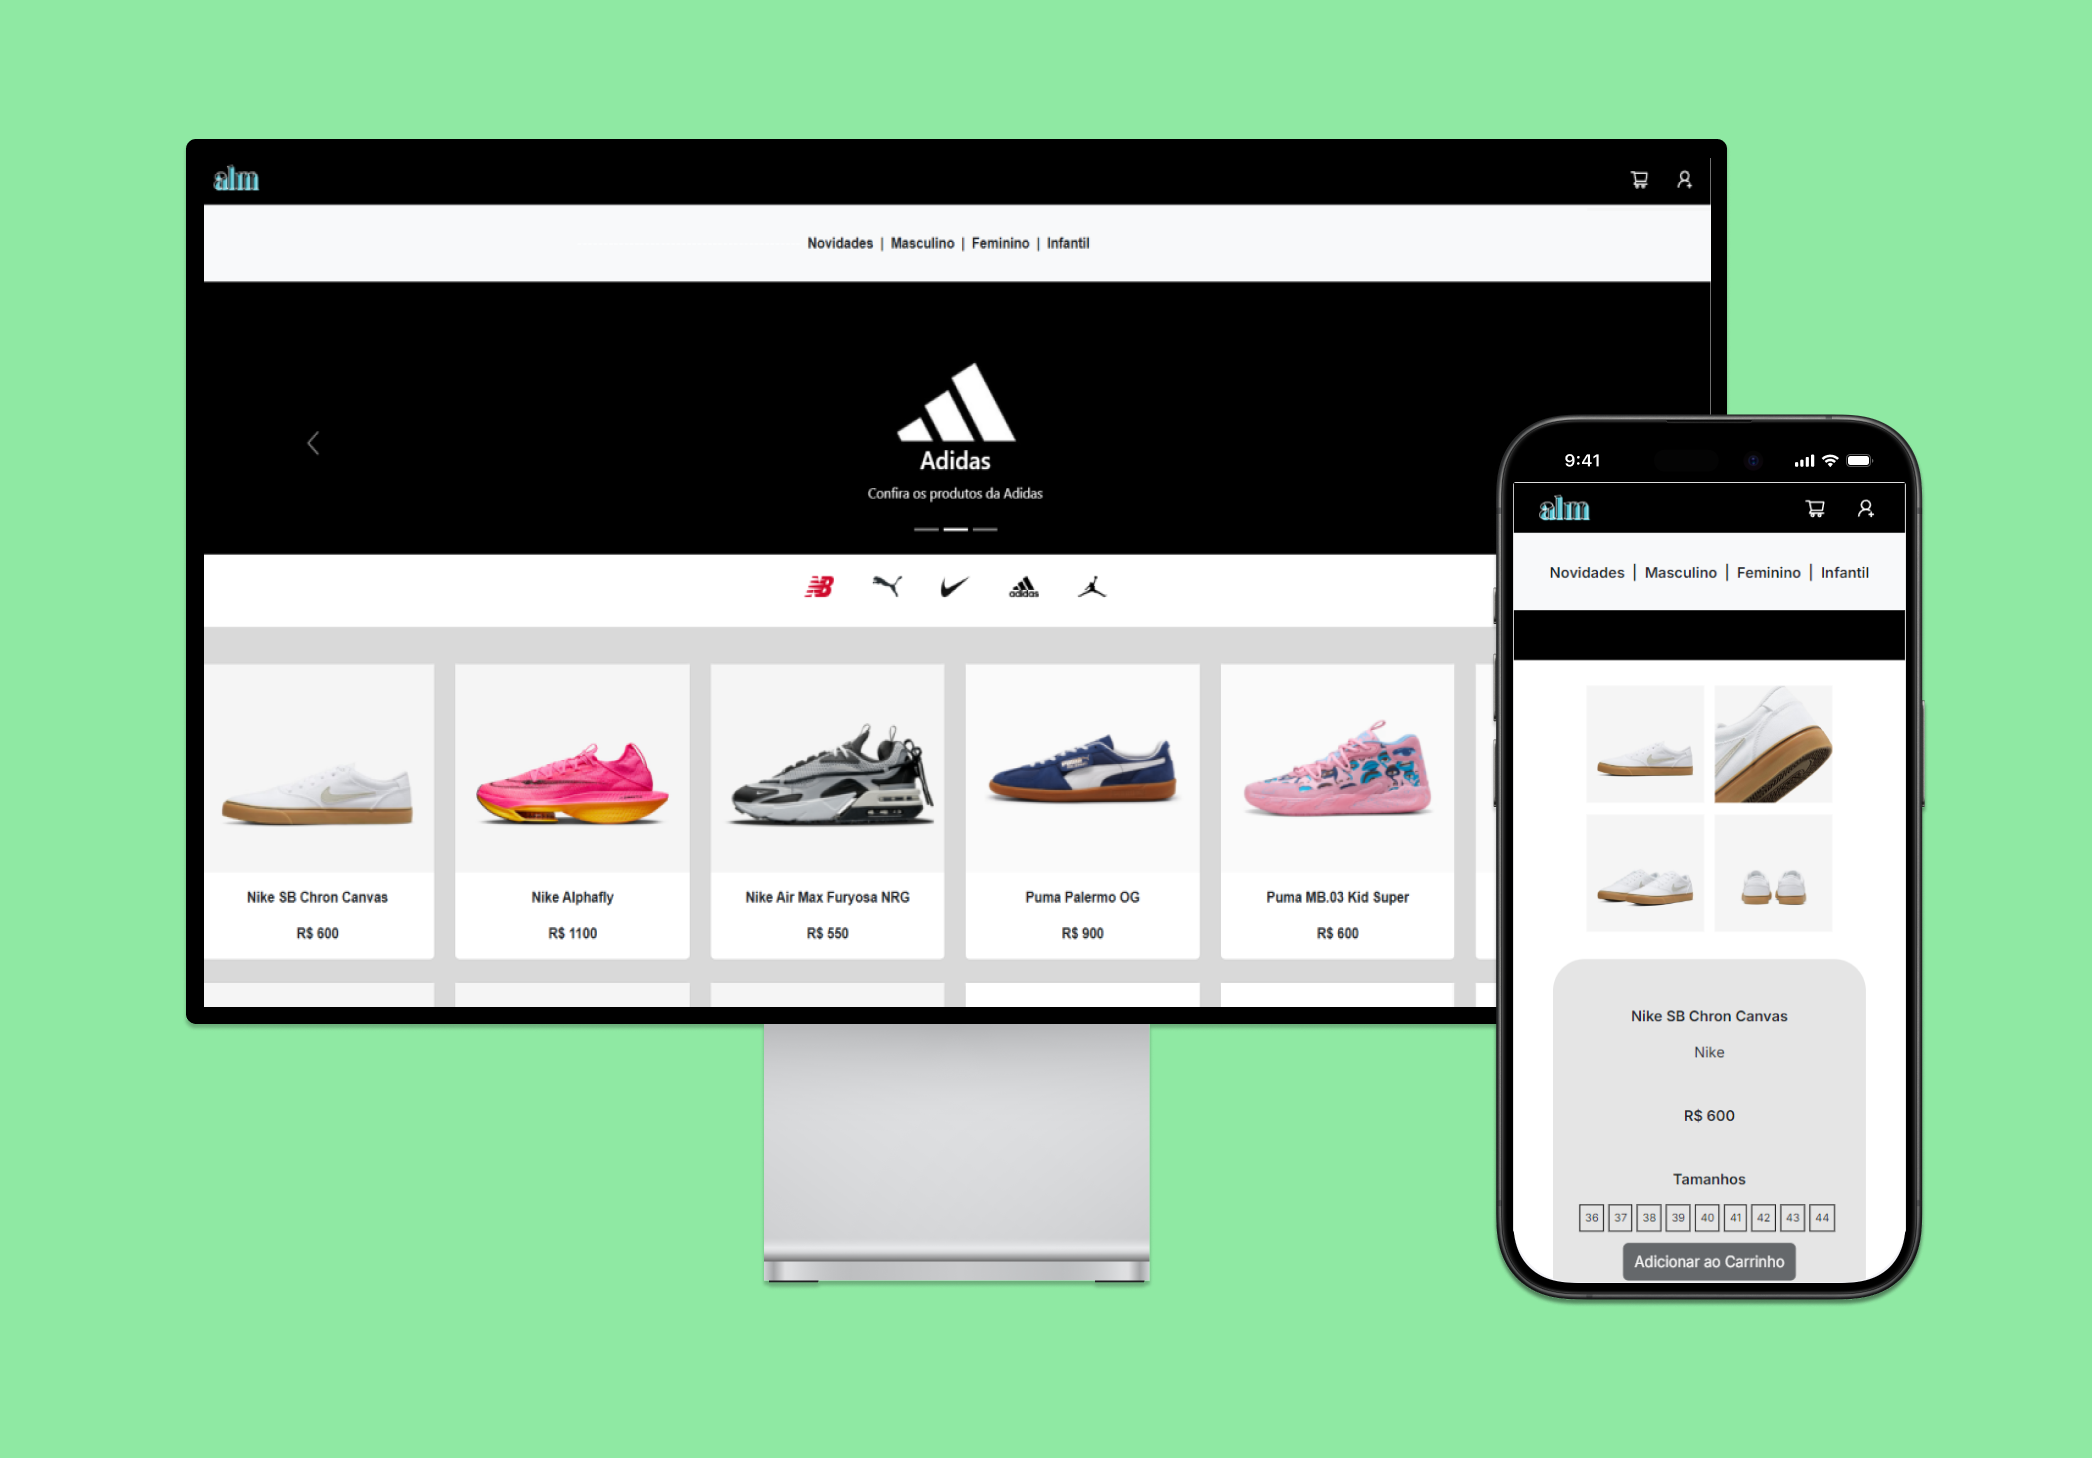 alm
Novidades | Masculino | Feminino | Infantil
Adidas
Confira os produtos da Adidas
NB
adidas
Nike SB Chron Canvas
R$ 600
Nike Alphafly
R$ 1100
Nike Air Max Furyosa NRG
R$ 550
Puma Palermo OG
R$ 900
Puma MB.03 Kid Super
R$ 600
9:41
alm
Novidades | Masculino | Feminino | Infantil
Nike SB Chron Canvas
Nike
R$ 600
Tamanhos
36 37 38 39 40 41 42 43 44
Adicionar ao Carrinho